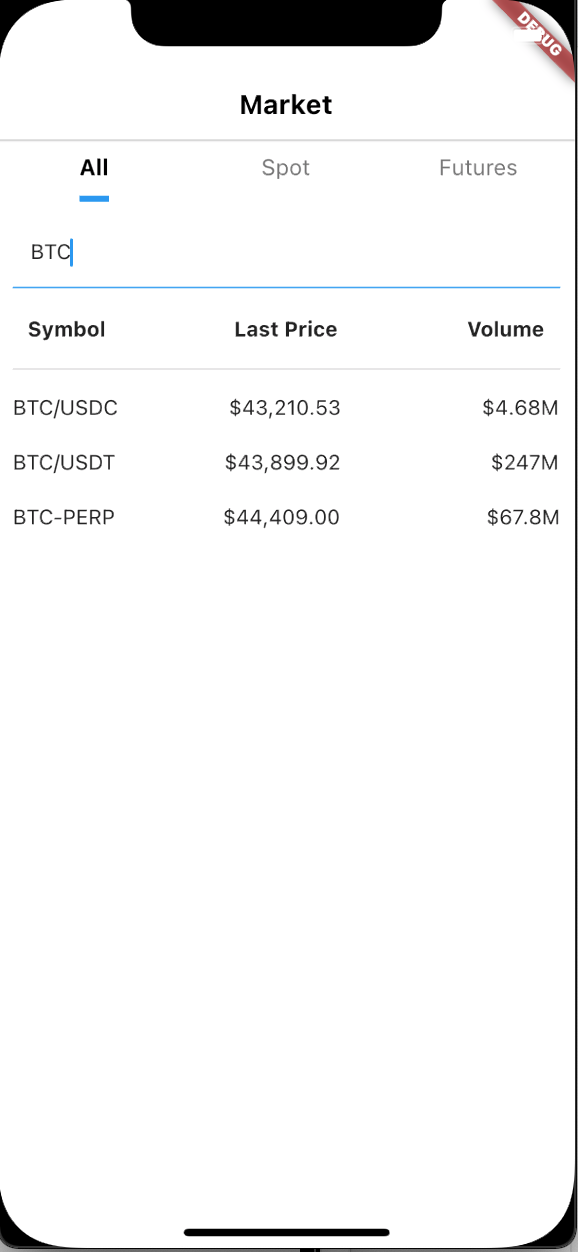 DEBUG
Market
All Spot Futures
BTC
Symbol Last Price Volume
BTC/USDC $43,210.53 $4.68M
BTC/USDT $43,899.92 $247M
BTC-PERP $44,409.00 $67.8M